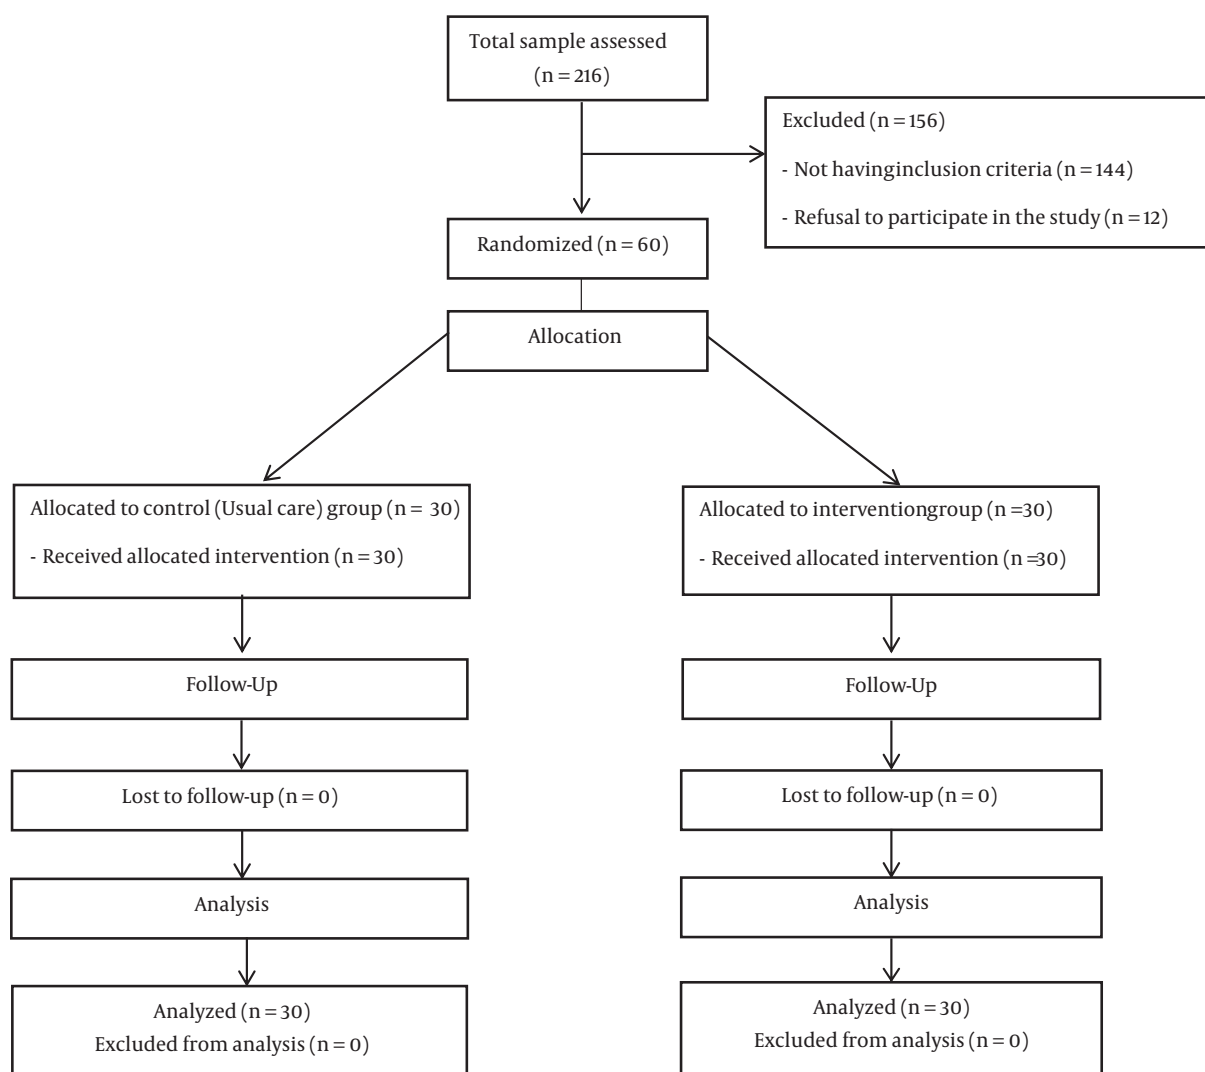 Total sample assessed
(n = 216)
Excluded (n = 156)
- Not havinginclusion criteria (n = 144)
- Refusal to participate in the study (n = 12)
Randomized (n = 60)
Allocation
Allocated to control (Usual care) group (n = 30)
- Received allocated intervention (n = 30)
Allocated to interventiongroup (n =30)
- Received allocated intervention (n =30)
Follow-Up
Follow-Up
Lost to follow-up (n = 0)
Lost to follow-up (n = 0)
Analysis
Analysis
Analyzed (n = 30)
Excluded from analysis (n = 0)
Analyzed (n = 30)
Excluded from analysis (n = 0)